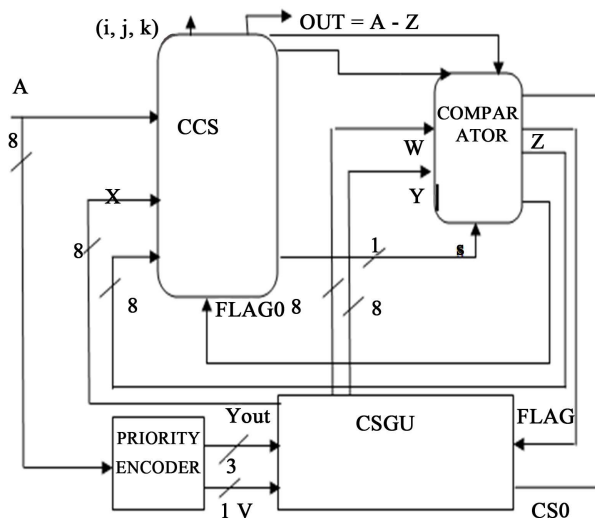 (i, j, k)
OUT = A - Z
A
8
CCS
COMPAR
ATOR
W
Z
X
Y
8
1
s
8
FLAG0
8
8
Yout
CSGU
FLAG
PRIORITY
ENCODER
3
1 V
CS0